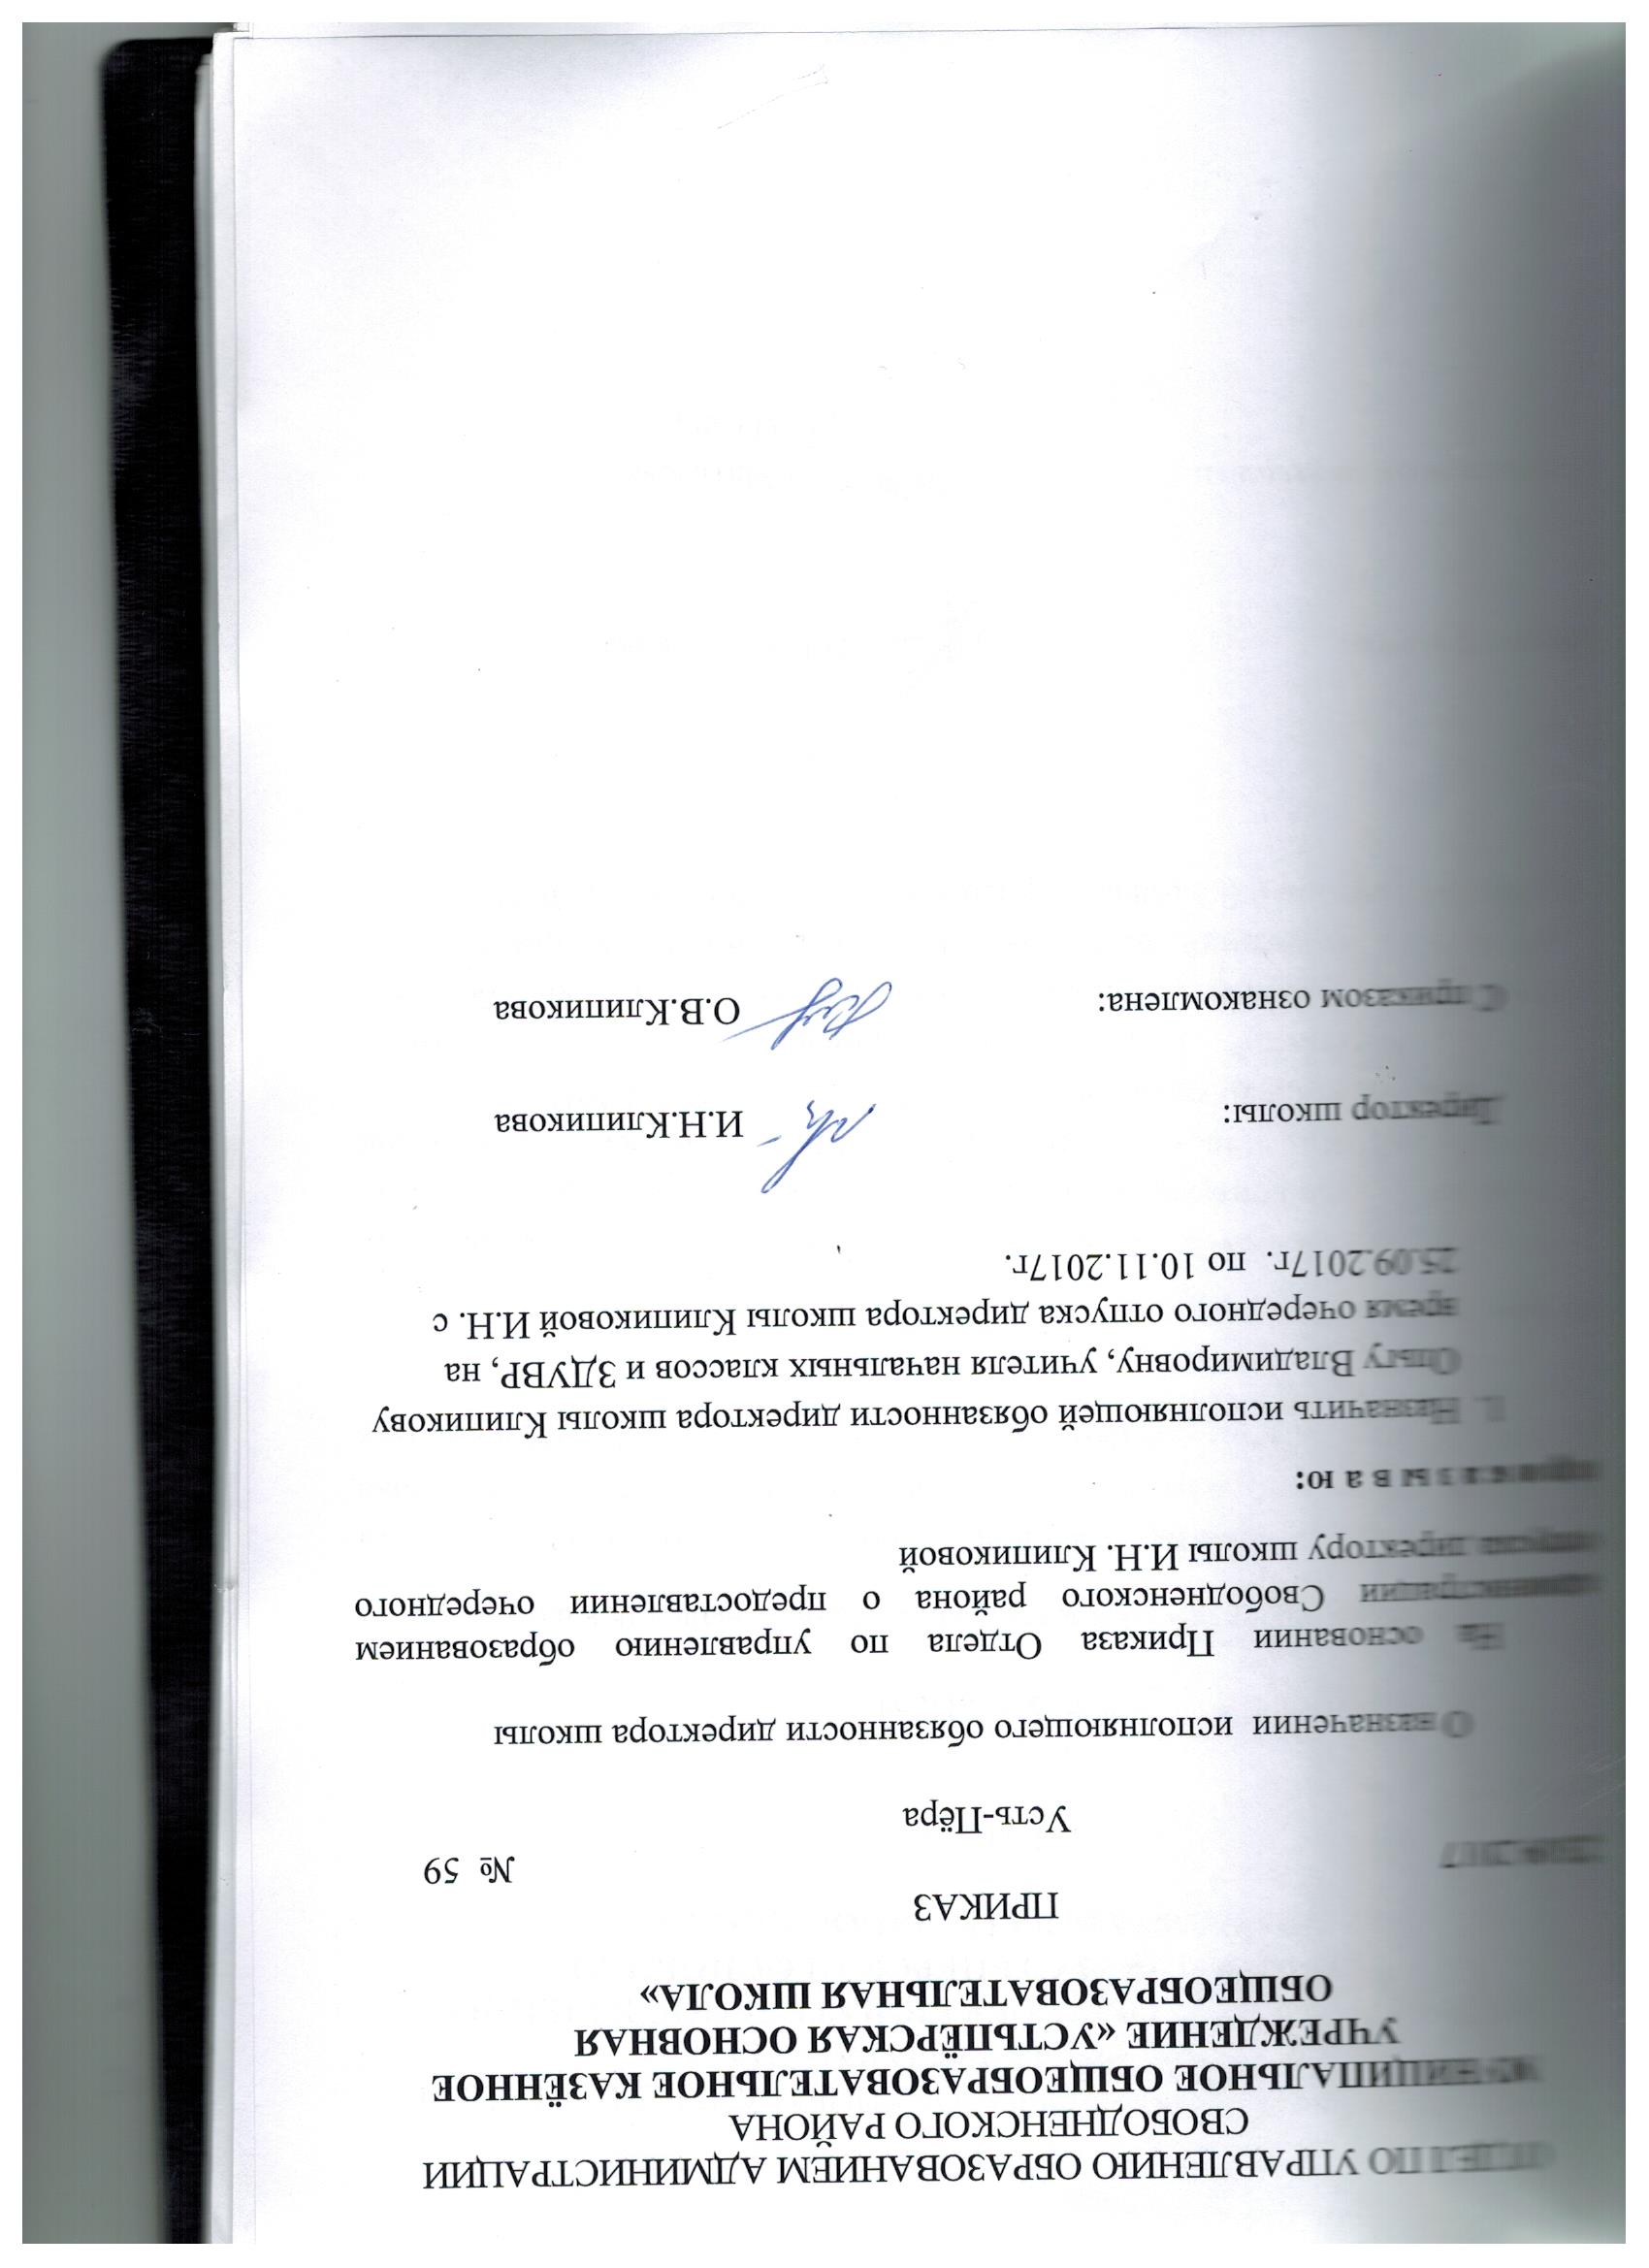 ОТДЕЛ ПО УПРАВЛЕНИЮ ОБРАЗОВАНИЕМ АДМИНИСТРАЦИИ
СВОБОДНЕНСКОГО РАЙОНА
МУНИЦИПАЛЬНОЕ ОБЩЕОБРАЗОВАТЕЛЬНОЕ КАЗЁННОЕ
УЧРЕЖДЕНИЕ «УСТЬПЁРСКАЯ ОСНОВНАЯ
ОБЩЕОБРАЗОВАТЕЛЬНАЯ ШКОЛА»
ПРИКАЗ
№ 59
Усть-Пёра
О назначении исполняющего обязанности директора школы
На основании Приказа Отдела по управлению образованием
администрации Свободненского района о предоставлении очередного
отпуска директору школы И.Н. Клипиковой
п р и к а з ы в а ю:
1. Назначить исполняющей обязанности директора школы Клипикову
Ольгу Владимировну, учителя начальных классов и ЗДУВР, на
время очередного отпуска директора школы Клипиковой И.Н. с
25.09.2017г. по 10.11.2017г.
Директор школы: И.Н.Клипикова
С приказом ознакомлена: О.В.Клипикова